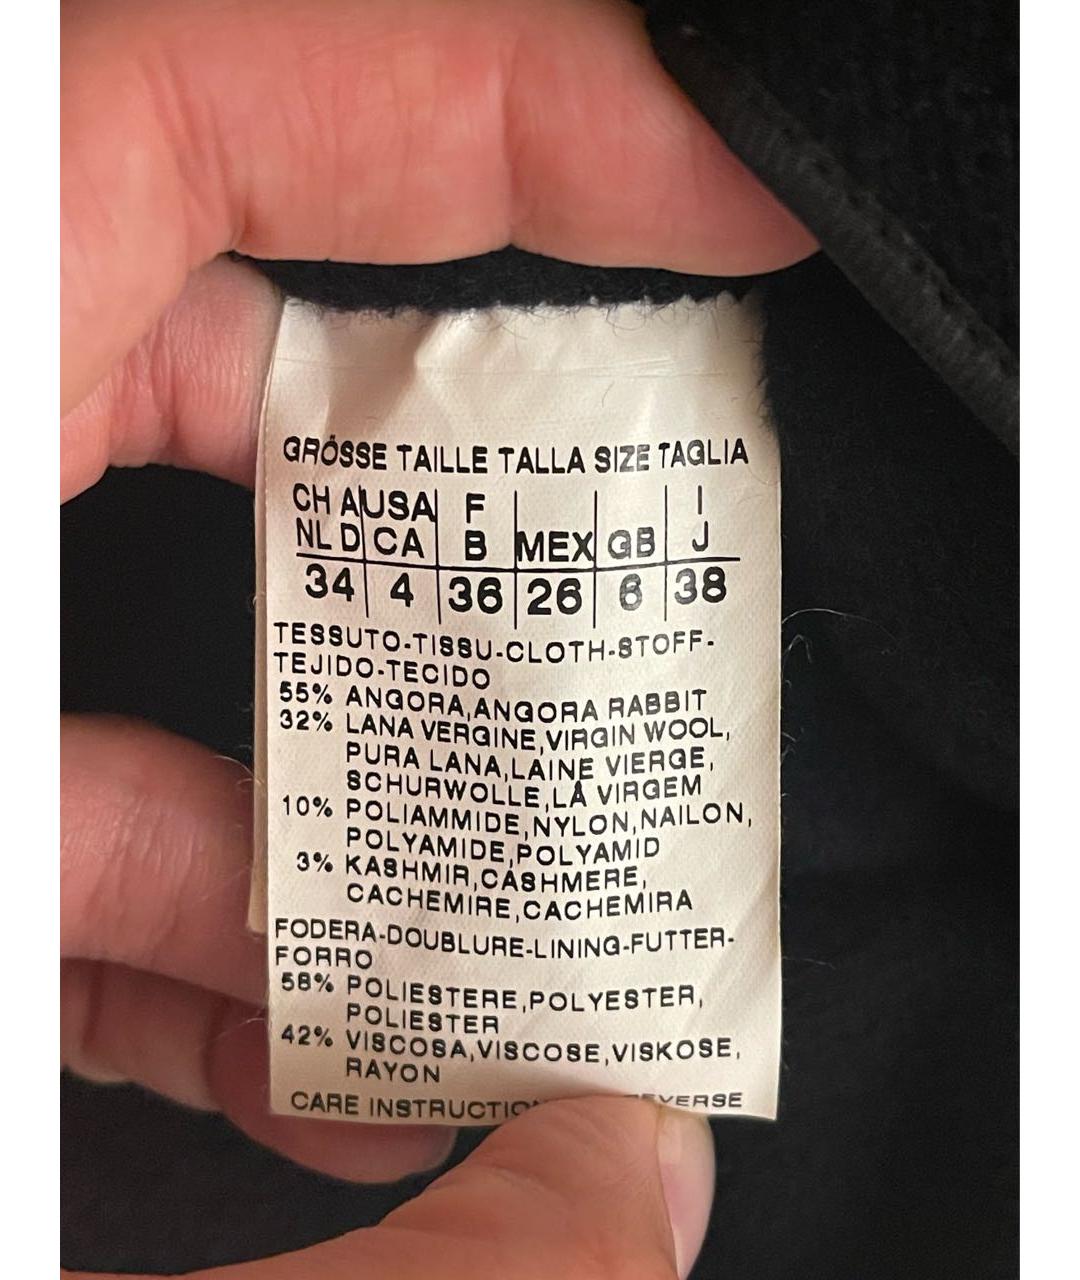 GRÖSSE TAILLE TALLA SIZE TAGLIA
CH A USA F I
NL D CA B MEX GB J
34 4 36 26 6 38
TESSUTO-TISSU-CLOTH-STOFF-
TEJIDO-TECIDO
55% ANGORA,ANGORA RABBIT
32% LANA VERGINE,VIRGIN WOOL,
PURA LANA,LAINE VIERGE,
SCHURWOLLE,LÃ VIRGEM
10% POLIAMMIDE,NYLON,NAILON,
POLYAMIDE,POLYAMID
3% KASHMIR,CASHMERE,
CACHEMIRE,CACHEMIRA
FODERA-DOUBLURE-LINING-FUTTER-
FORRO
58% POLIESTERE,POLYESTER,
POLIESTER
42% VISCOSA,VISCOSE,VISKOSE,
RAYON
CARE